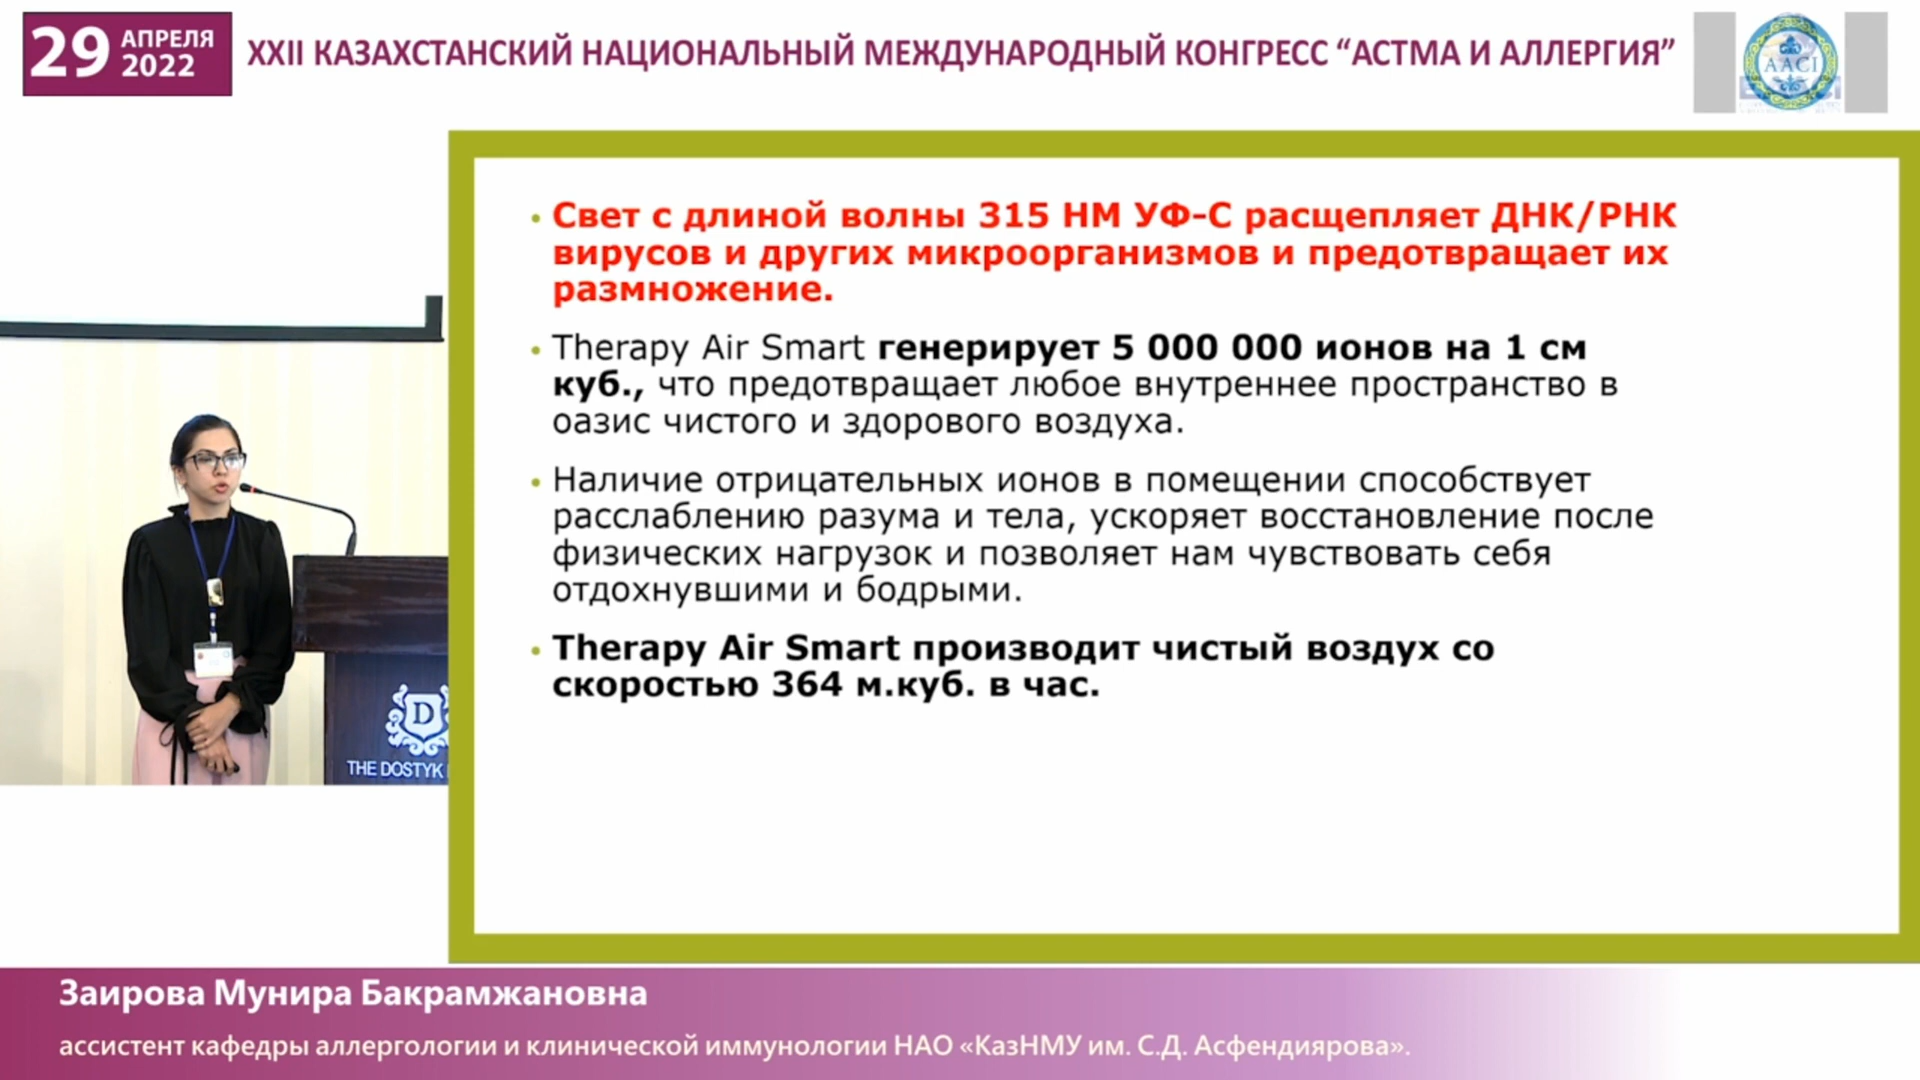 29 АПРЕЛЯ
2022
XXII КАЗАХСТАНСКИЙ НАЦИОНАЛЬНЫЙ МЕЖДУНАРОДНЫЙ КОНГРЕСС “АСТМА И АЛЛЕРГИЯ”
AACI
• Свет с длиной волны 315 НМ УФ-С расщепляет ДНК/РНК
вирусов и других микроорганизмов и предотвращает их
размножение.
• Therapy Air Smart генерирует 5 000 000 ионов на 1 см
куб., что предотвращает любое внутреннее пространство в
оазис чистого и здорового воздуха.
• Наличие отрицательных ионов в помещении способствует
расслаблению разума и тела, ускоряет восстановление после
физических нагрузок и позволяет нам чувствовать себя
отдохнувшими и бодрыми.
• Therapy Air Smart производит чистый воздух со
скоростью 364 м.куб. в час.
D
THE DOSTYK
Заирова Мунира Бакрамжановна
ассистент кафедры аллергологии и клинической иммунологии НАО «КазНМУ им. С.Д. Асфендиярова».